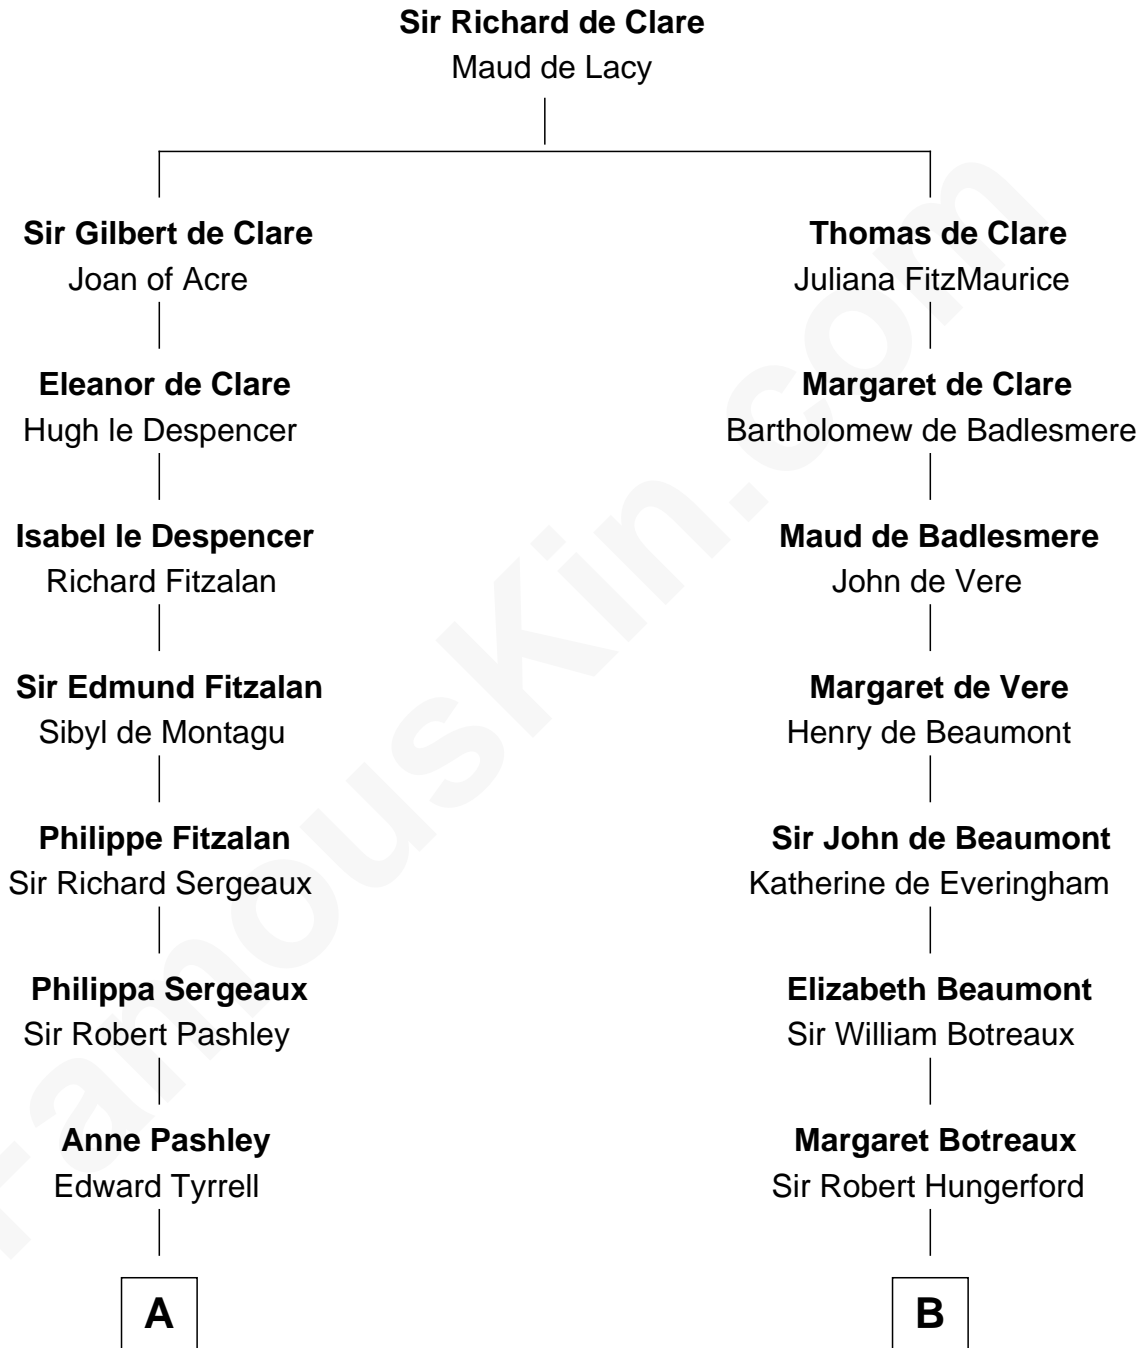 Sir Richard de Clare
Maud de Lacy
Sir Gilbert de Clare
Joan of Acre
Thomas de Clare
Juliana FitzMaurice
Eleanor de Clare
Hugh le Despencer
Margaret de Clare
Bartholomew de Badlesmere
Isabel le Despencer
Richard Fitzalan
Maud de Badlesmere
John de Vere
Sir Edmund Fitzalan
Sibyl de Montagu
Margaret de Vere
Henry de Beaumont
Philippe Fitzalan
Sir Richard Sergeaux
Sir John de Beaumont
Katherine de Everingham
Philippa Sergeaux
Sir Robert Pashley
Elizabeth Beaumont
Sir William Botreaux
Anne Pashley
Edward Tyrrell
Margaret Botreaux
Sir Robert Hungerford
A
B
FamousKin.com